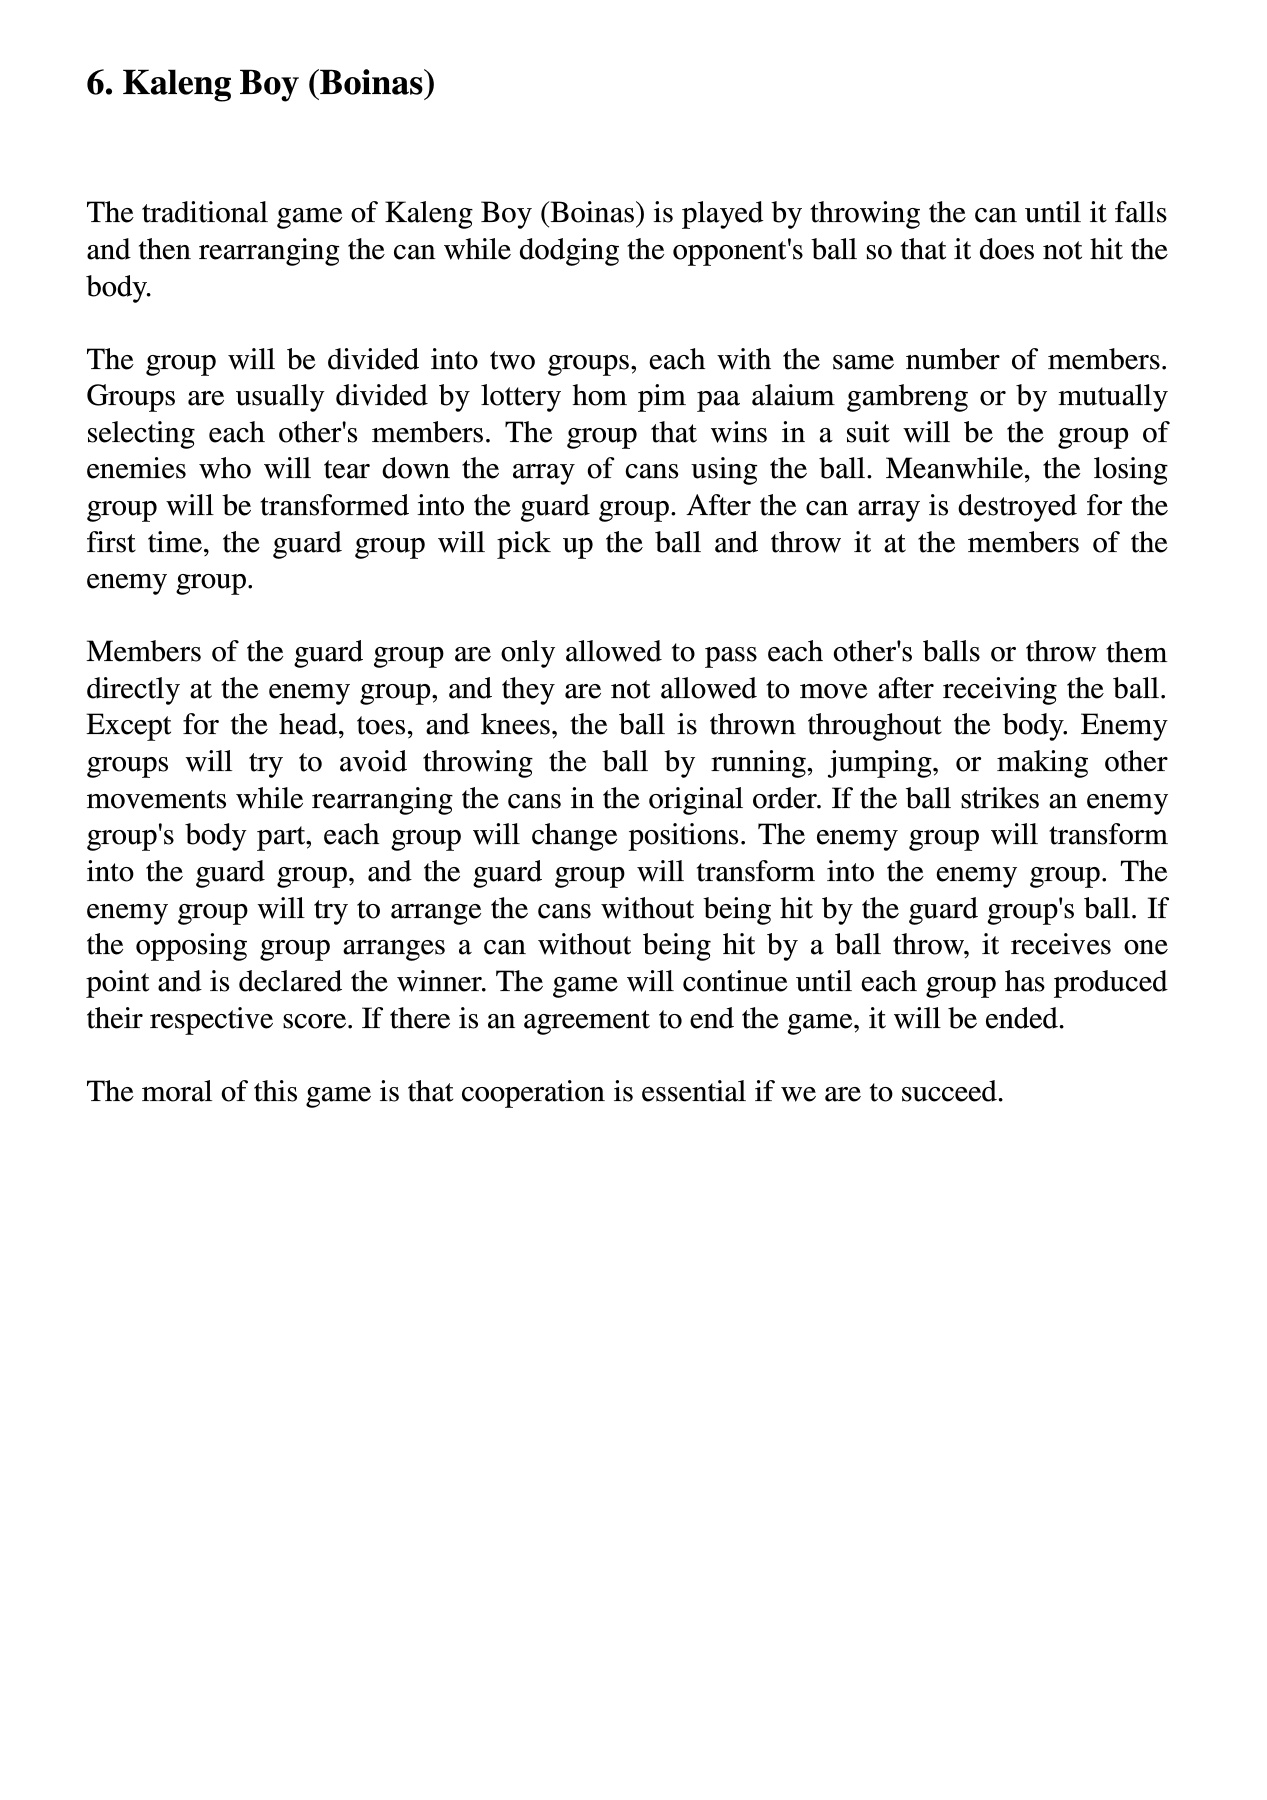 6. Kaleng Boy (Boinas)
The traditional game of Kaleng Boy (Boinas) is played by throwing the can until it falls
and then rearranging the can while dodging the opponent's ball so that it does not hit the
body.
The group will be divided into two groups, each with the same number of members.
Groups are usually divided by lottery hom pim paa alaium gambreng or by mutually
selecting each other's members. The group that wins in a suit will be the group of
enemies who will tear down the array of cans using the ball. Meanwhile, the losing
group will be transformed into the guard group. After the can array is destroyed for the
first time, the guard group will pick up the ball and throw it at the members of the
enemy group.
Members of the guard group are only allowed to pass each other's balls or throw them
directly at the enemy group, and they are not allowed to move after receiving the ball.
Except for the head, toes, and knees, the ball is thrown throughout the body. Enemy
groups will try to avoid throwing the ball by running, jumping, or making other
movements while rearranging the cans in the original order. If the ball strikes an enemy
group's body part, each group will change positions. The enemy group will transform
into the guard group, and the guard group will transform into the enemy group. The
enemy group will try to arrange the cans without being hit by the guard group's ball. If
the opposing group arranges a can without being hit by a ball throw, it receives one
point and is declared the winner. The game will continue until each group has produced
their respective score. If there is an agreement to end the game, it will be ended.
The moral of this game is that cooperation is essential if we are to succeed.